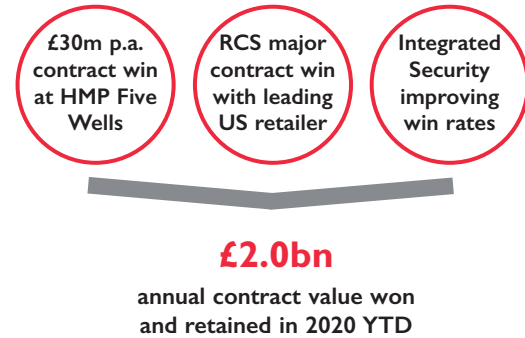 £30m p.a.
contract win
at HMP Five
Wells
RCS major
contract win
with leading
US retailer
Integrated
Security
improving
win rates
£2.0bn
annual contract value won
and retained in 2020 YTD